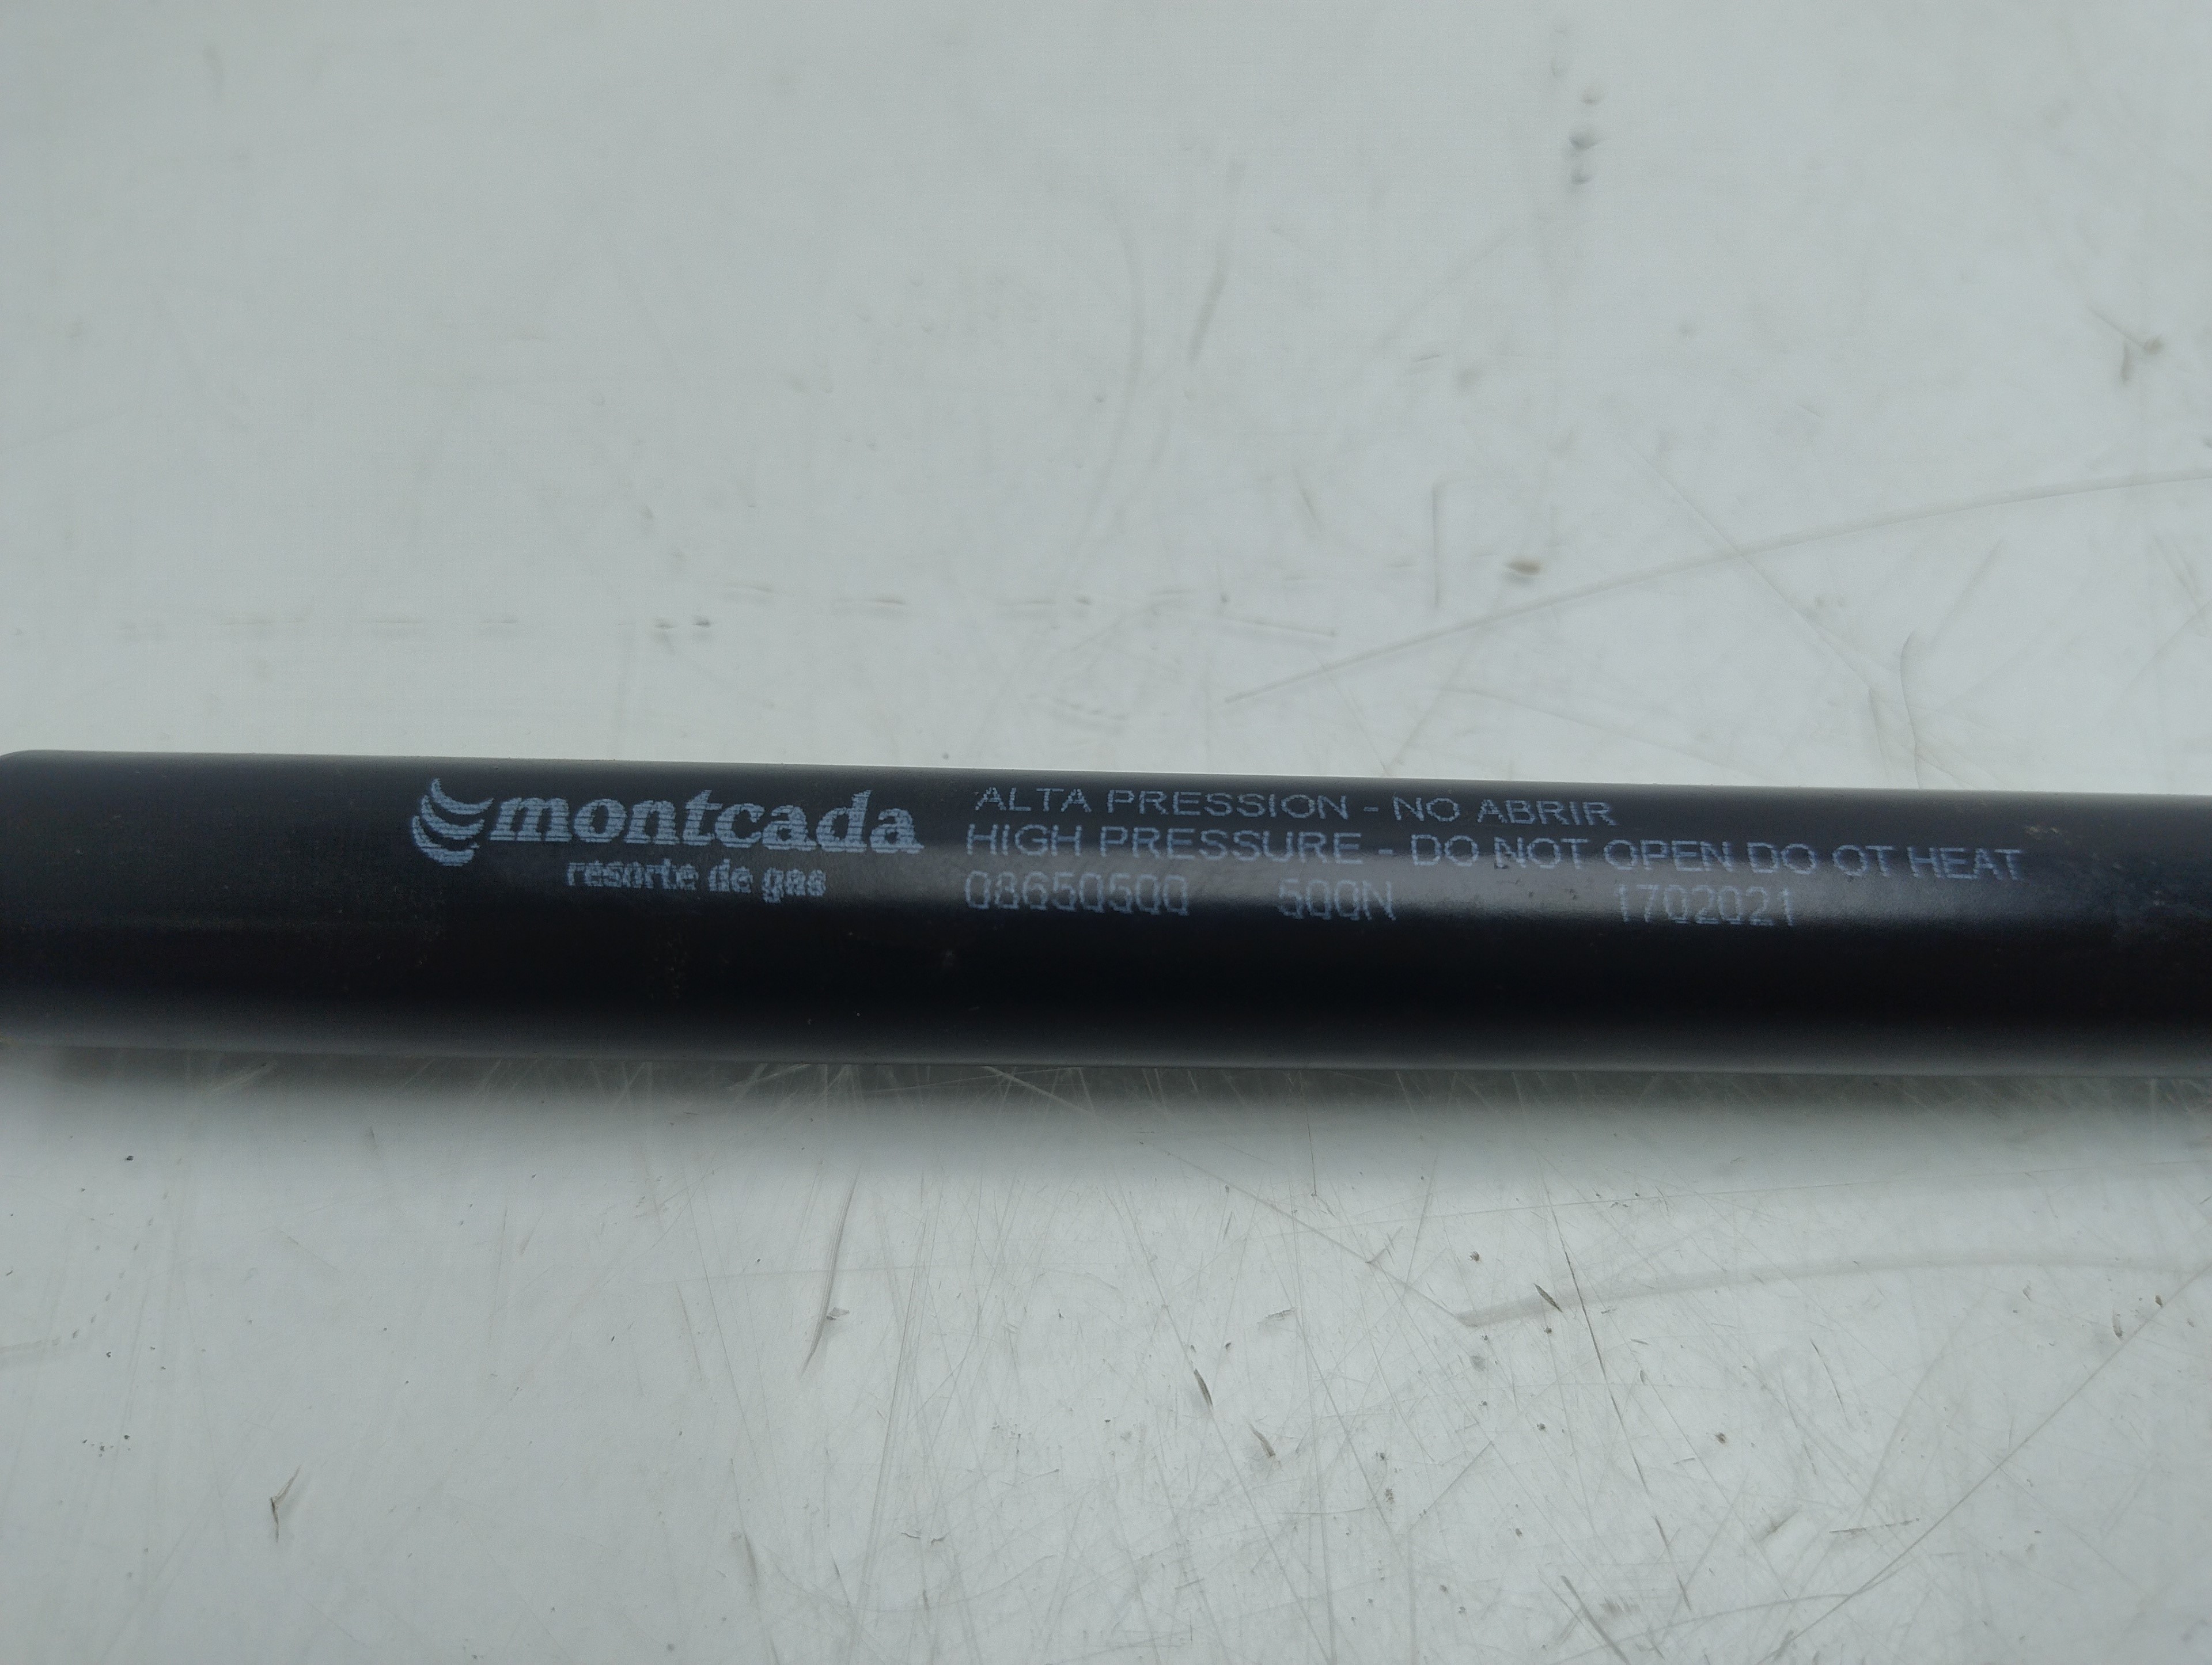 montcada
resorte de gas
ALTA PRESSION - NO ABRIR
HIGH PRESSURE - DO NOT OPEN DO OT HEAT
08650500 500N 1702021